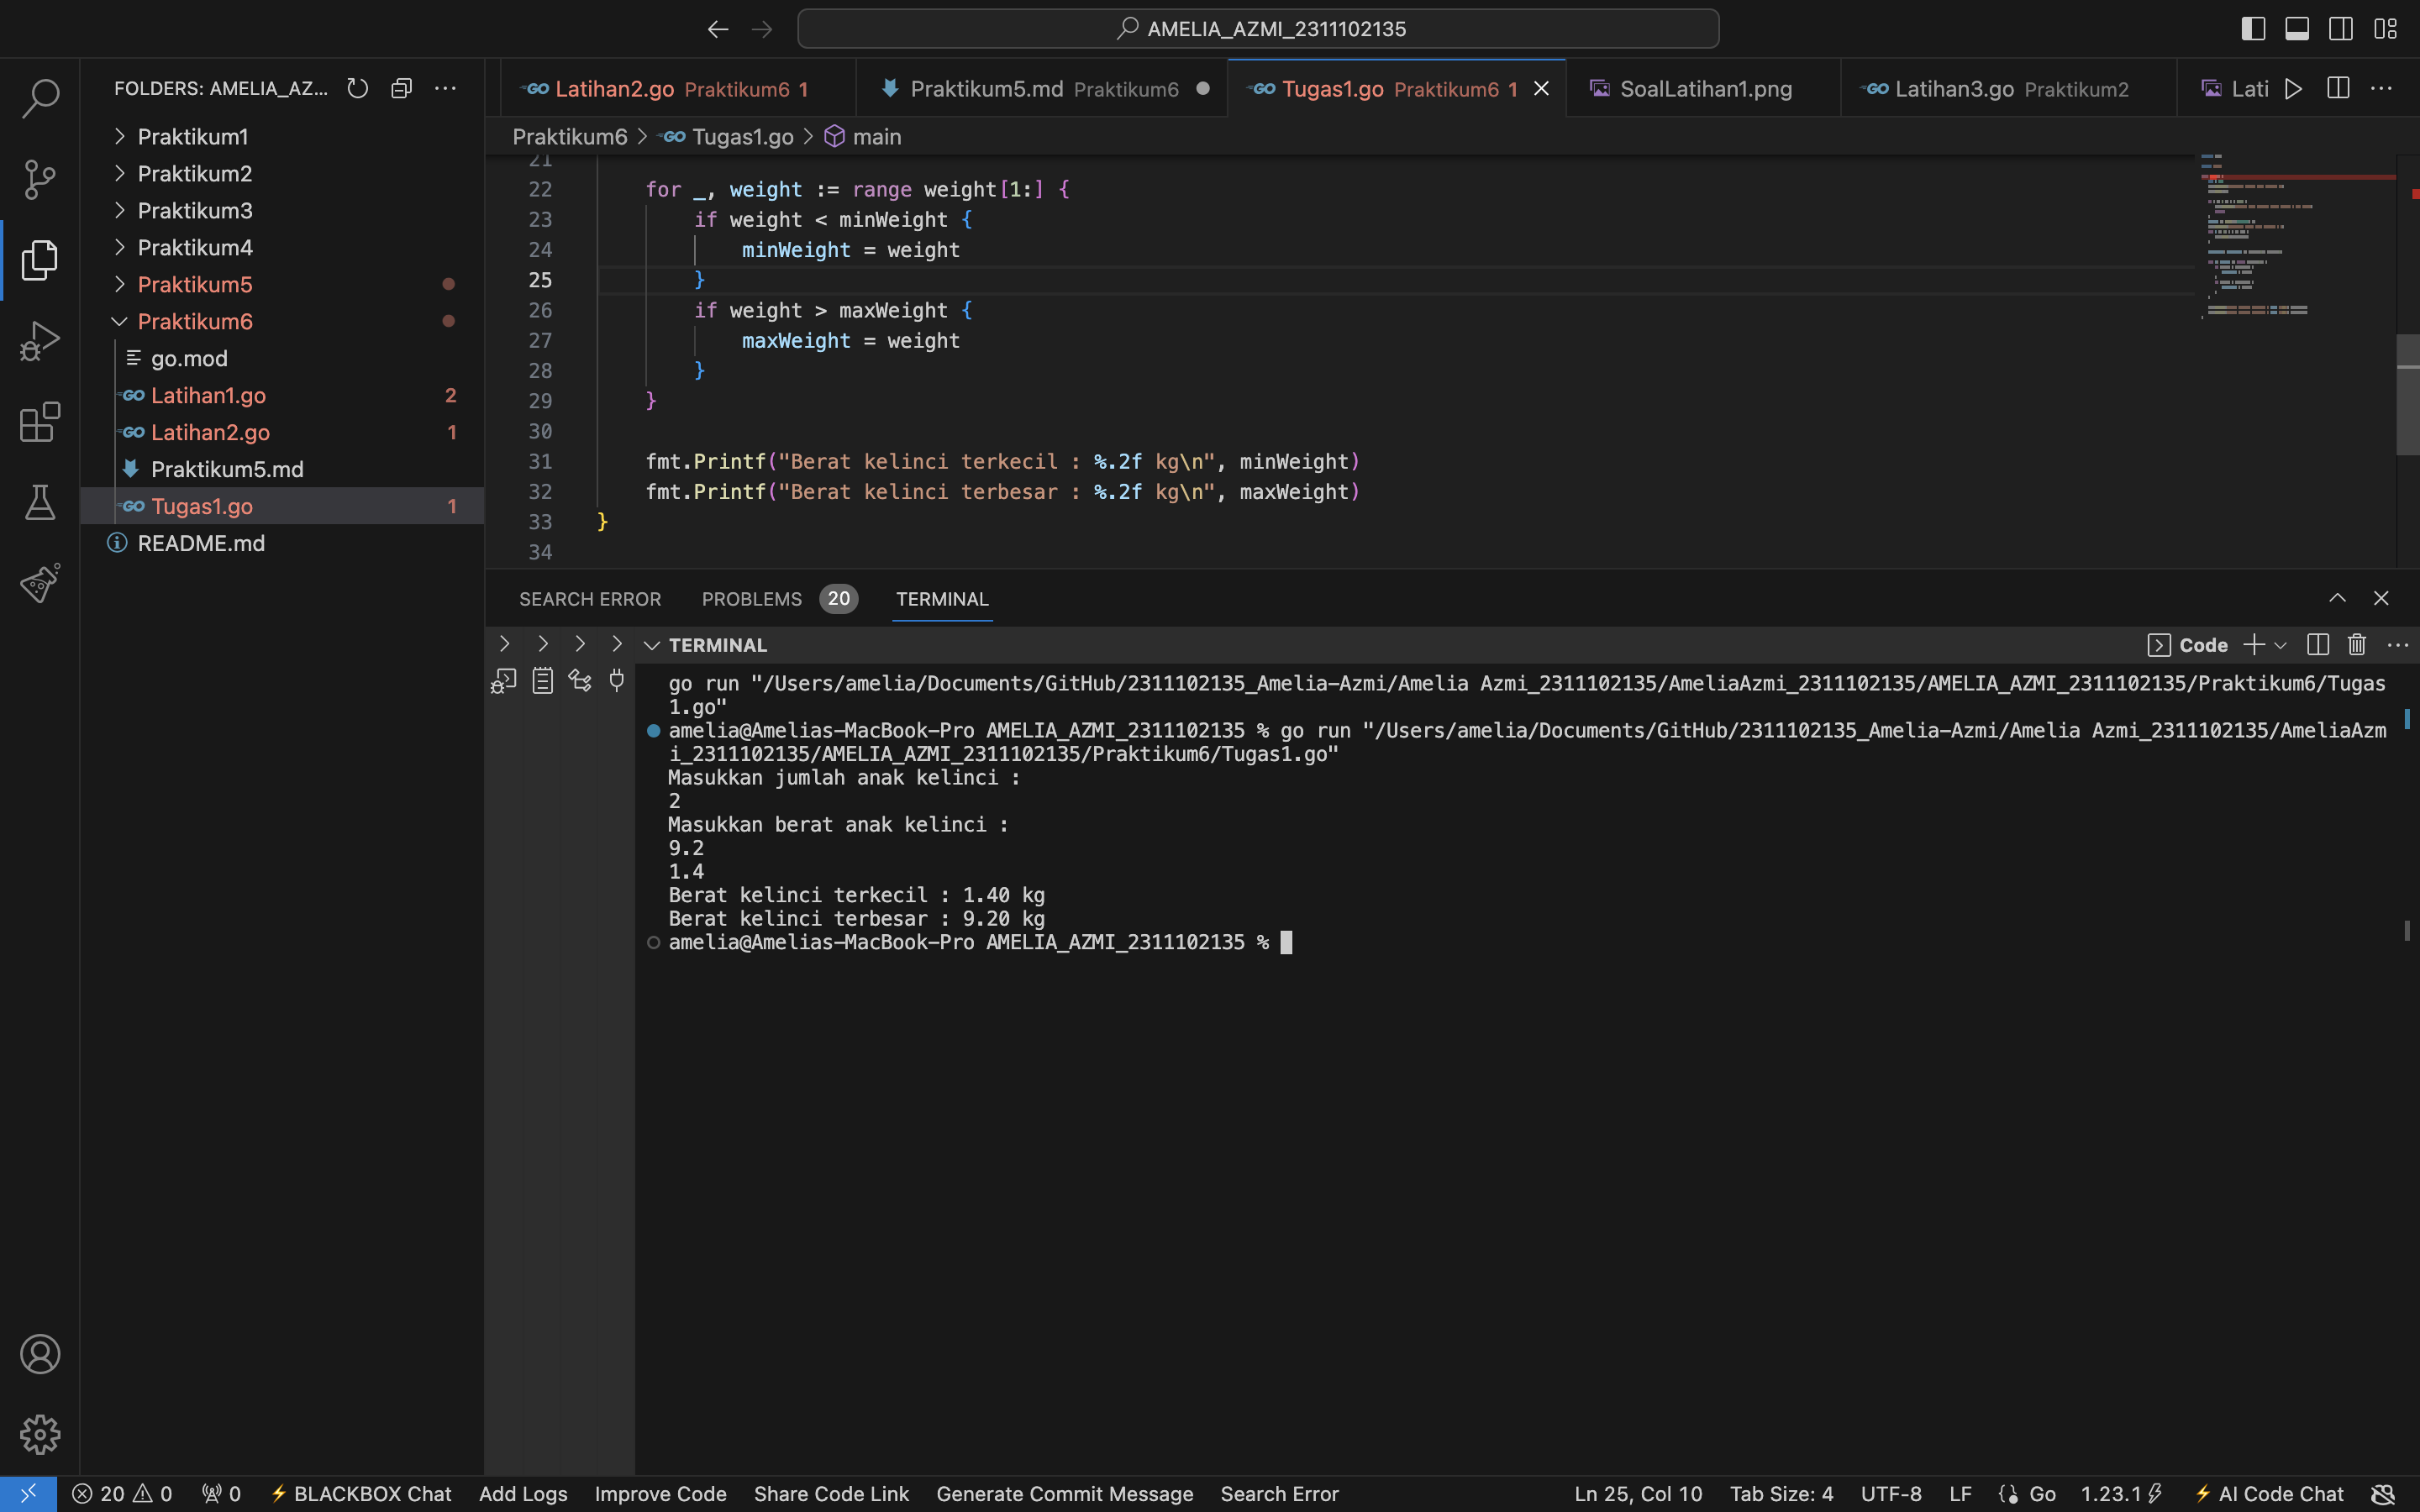 AMELIA_AZMI_2311102135
FOLDERS: AMELIA_AZ...
Praktikum1
Praktikum2
Praktikum3
Praktikum4
Praktikum5
Praktikum6
go.mod
Latihan1.go 2
Latihan2.go 1
Praktikum5.md
Tugas1.go 1
README.md
Latihan2.go Praktikum6 1
Praktikum5.md Praktikum6
Tugas1.go Praktikum6 1
SoalLatihan1.png
Latihan3.go Praktikum2
Lati
Praktikum6 > Tugas1.go > main
21
22 for _, weight := range weight[1:] {
23 if weight < minWeight {
24 minWeight = weight
25 }
26 if weight > maxWeight {
27 maxWeight = weight
28 }
29 }
30
31 fmt.Printf("Berat kelinci terkecil : %.2f kg\n", minWeight)
32 fmt.Printf("Berat kelinci terbesar : %.2f kg\n", maxWeight)
33 }
34
SEARCH ERROR PROBLEMS 20 TERMINAL
TERMINAL
Code
go run "/Users/amelia/Documents/GitHub/2311102135_Amelia-Azmi/Amelia Azmi_2311102135/AmeliaAzmi_2311102135/AMELIA_AZMI_2311102135/Praktikum6/Tugas
1.go"
amelia@Amelias-MacBook-Pro AMELIA_AZMI_2311102135 % go run "/Users/amelia/Documents/GitHub/2311102135_Amelia-Azmi/Amelia Azmi_2311102135/AmeliaAzm
i_2311102135/AMELIA_AZMI_2311102135/Praktikum6/Tugas1.go"
Masukkan jumlah anak kelinci :
2
Masukkan berat anak kelinci :
9.2
1.4
Berat kelinci terkecil : 1.40 kg
Berat kelinci terbesar : 9.20 kg
amelia@Amelias-MacBook-Pro AMELIA_AZMI_2311102135 %
20 0 0 BLACKBOX Chat Add Logs Improve Code Share Code Link Generate Commit Message Search Error Ln 25, Col 10 Tab Size: 4 UTF-8 LF Go 1.23.1 AI Code Chat